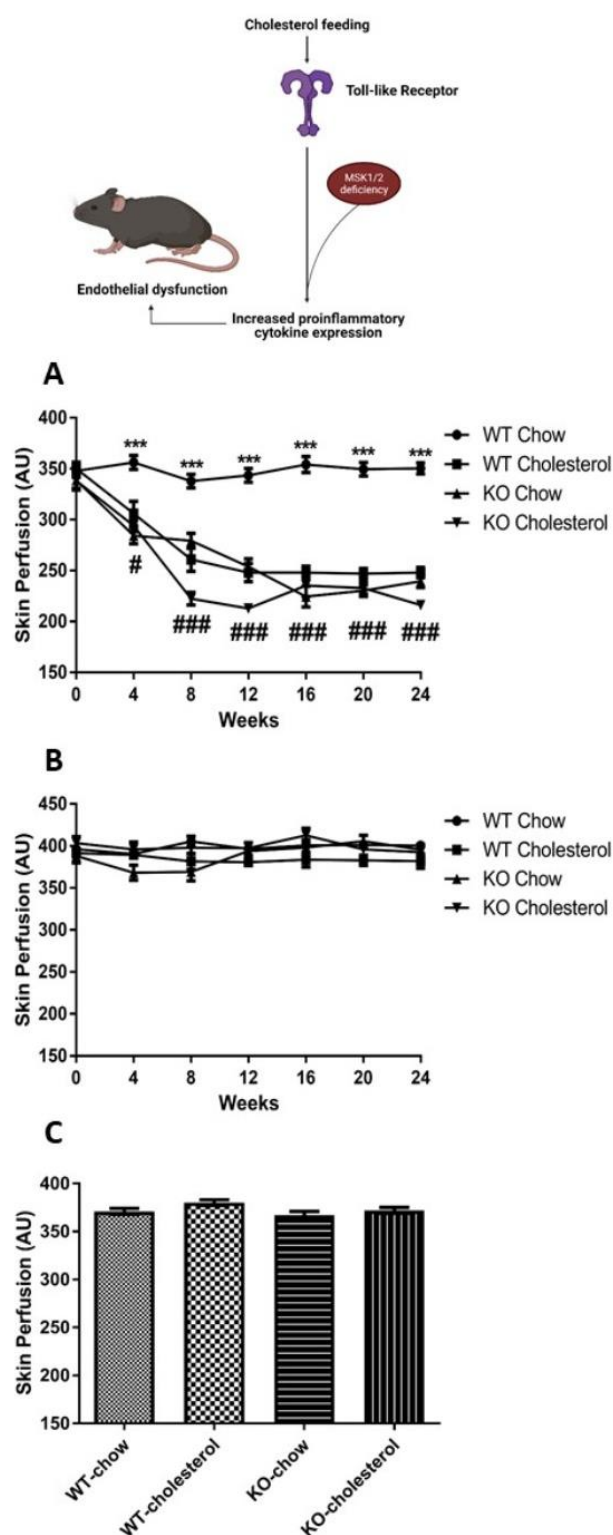 Cholesterol feeding
Toll-like Receptor
MSK1/2
deficiency
Endothelial dysfunction
Increased proinflammatory
cytokine expression
A
400
350
300
250
200
150
Skin Perfusion (AU)
*** *** *** *** *** ***
# ### ### ### ### ###
0 4 8 12 16 20 24
Weeks
WT Chow
WT Cholesterol
KO Chow
KO Cholesterol
B
450
400
350
300
250
200
150
Skin Perfusion (AU)
0 4 8 12 16 20 24
Weeks
WT Chow
WT Cholesterol
KO Chow
KO Cholesterol
C
400
350
300
250
200
150
Skin Perfusion (AU)
WT-chow
WT-cholesterol
KO-chow
KO-cholesterol